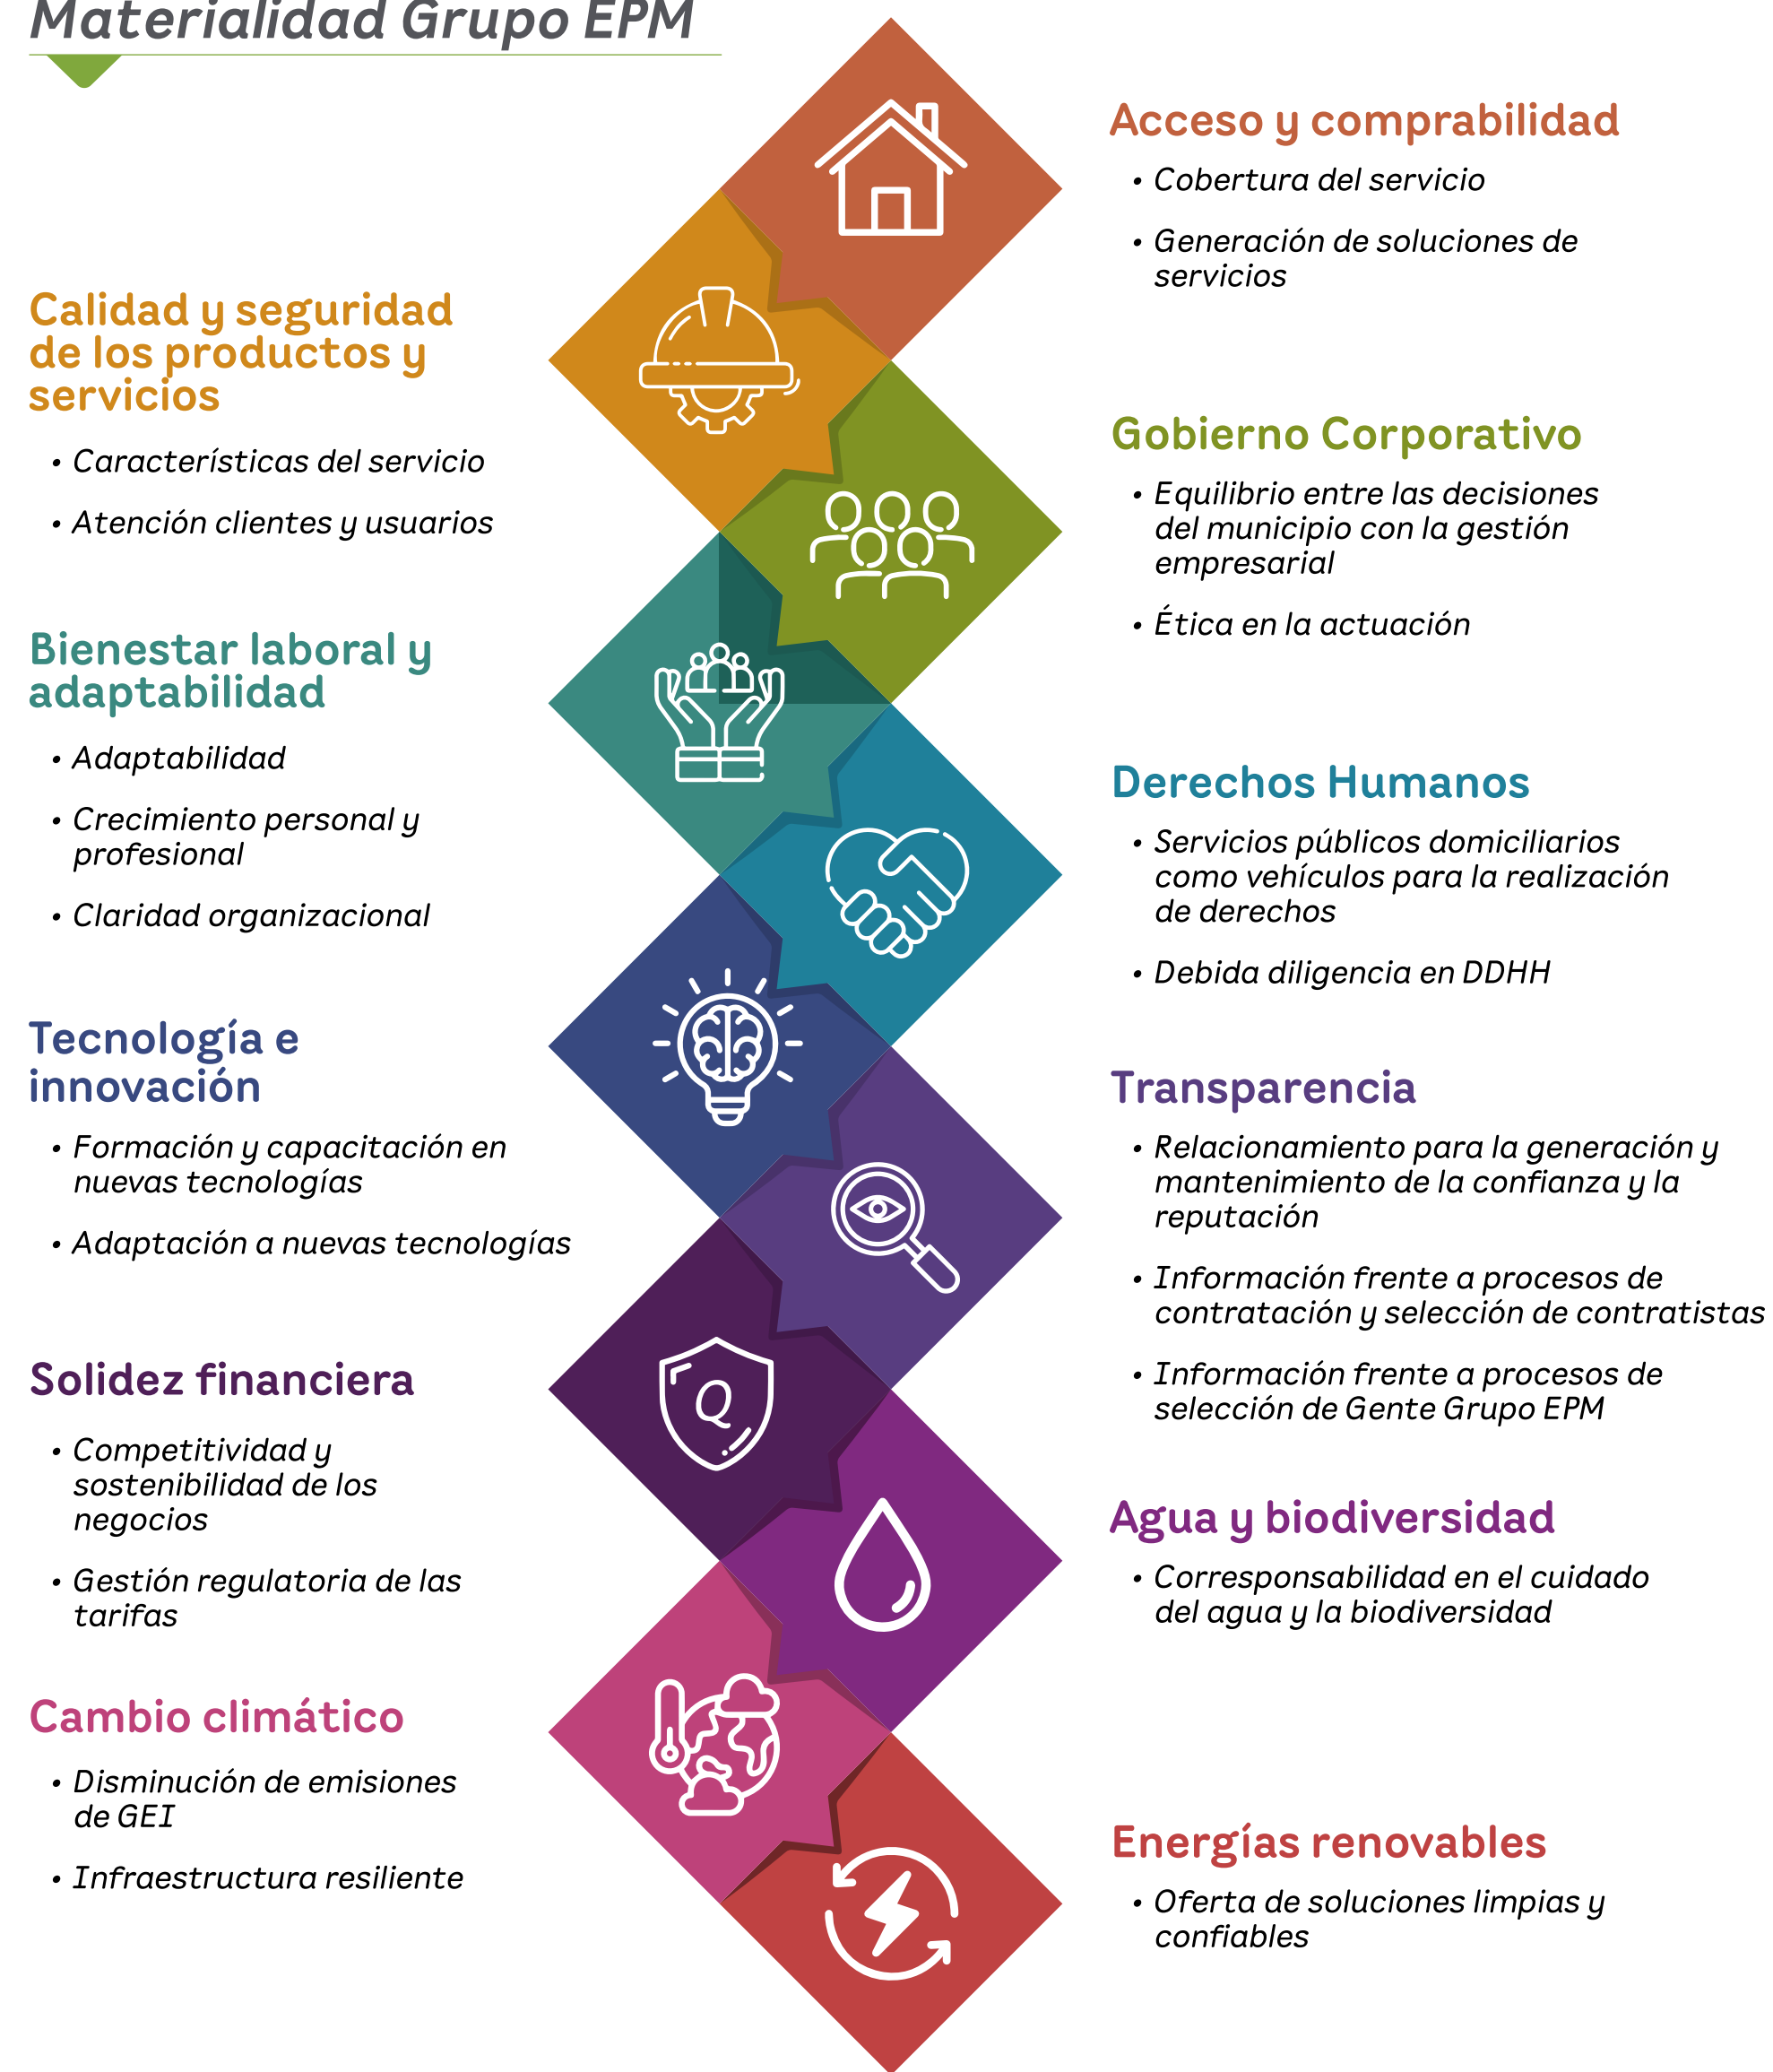 Materialidad Grupo EPM
Acceso y comprabilidad
• Cobertura del servicio
• Generación de soluciones de
servicios
Calidad y seguridad
de los productos y
servicios
• Características del servicio
• Atención clientes y usuarios
Gobierno Corporativo
• Equilibrio entre las decisiones
del municipio con la gestión
empresarial
• Ética en la actuación
Bienestar laboral y
adaptabilidad
• Adaptabilidad
• Crecimiento personal y
profesional
• Claridad organizacional
Derechos Humanos
• Servicios públicos domiciliarios
como vehículos para la realización
de derechos
• Debida diligencia en DDHH
Tecnología e
innovación
• Formación y capacitación en
nuevas tecnologías
• Adaptación a nuevas tecnologías
Transparencia
• Relacionamiento para la generación y
mantenimiento de la confianza y la
reputación
• Información frente a procesos de
contratación y selección de contratistas
• Información frente a procesos de
selección de Gente Grupo EPM
Solidez financiera
• Competitividad y
sostenibilidad de los
negocios
• Gestión regulatoria de las
tarifas
Q
Agua y biodiversidad
• Corresponsabilidad en el cuidado
del agua y la biodiversidad
Cambio climático
• Disminución de emisiones
de GEI
• Infraestructura resiliente
Energías renovables
• Oferta de soluciones limpias y
confiables